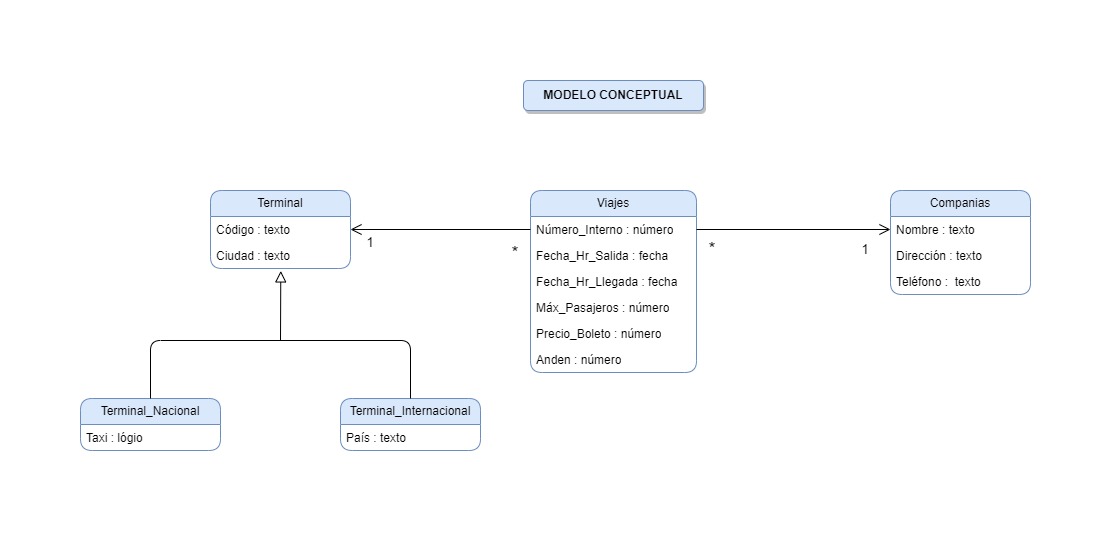 MODELO CONCEPTUAL
Terminal
Código : texto
Ciudad : texto
1
*
Viajes
Número_Interno : número
Fecha_Hr_Salida : fecha
Fecha_Hr_Llegada : fecha
Máx_Pasajeros : número
Precio_Boleto : número
Anden : número
*
1
Companias
Nombre : texto
Dirección : texto
Teléfono :  texto
Terminal_Nacional
Taxi : lógio
Terminal_Internacional
País : texto